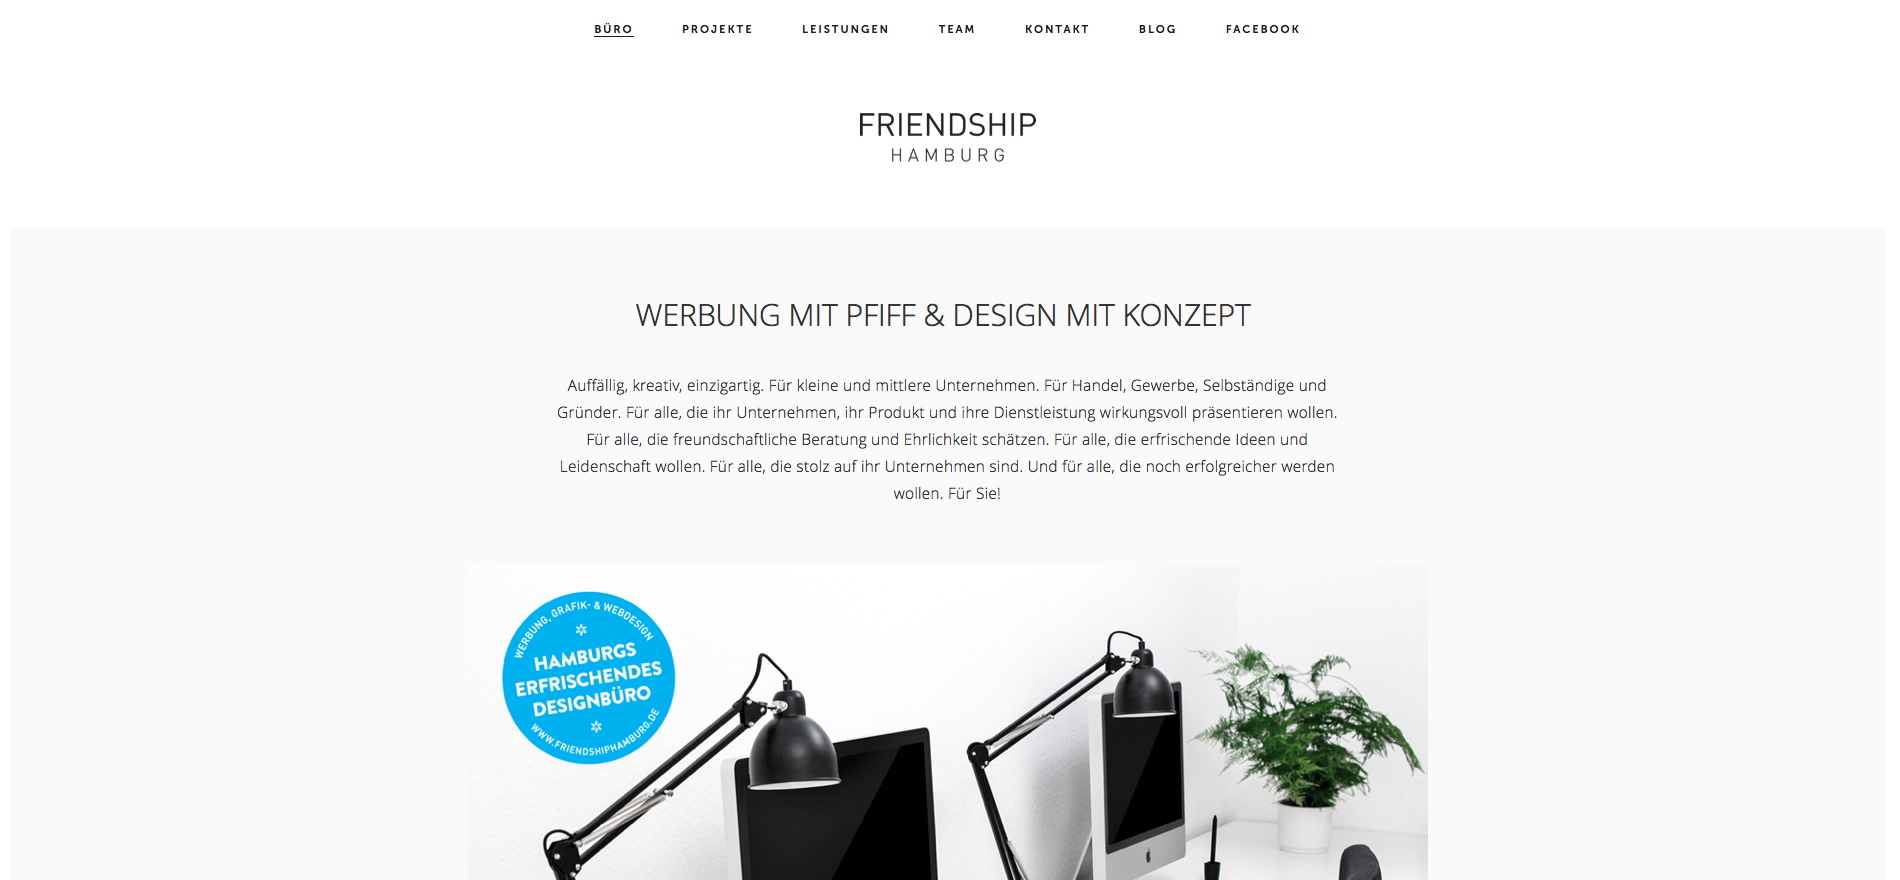 BÜRO PROJEKTE LEISTUNGEN TEAM KONTAKT BLOG FACEBOOK
FRIENDSHIP
HAMBURG
WERBUNG MIT PFIFF & DESIGN MIT KONZEPT
Auffällig, kreativ, einzigartig. Für kleine und mittlere Unternehmen. Für Handel, Gewerbe, Selbständige und
Gründer. Für alle, die ihr Unternehmen, ihr Produkt und ihre Dienstleistung wirkungsvoll präsentieren wollen.
Für alle, die freundschaftliche Beratung und Ehrlichkeit schätzen. Für alle, die erfrischende Ideen und
Leidenschaft wollen. Für alle, die stolz auf ihr Unternehmen sind. Und für alle, die noch erfolgreicher werden
wollen. Für Sie!
WERBUNG, GRAFIK- & WEBDESIGN
HAMBURGS
ERFRISCHENDES
DESIGNBÜRO
WWW.FRIENDSHIPHAMBURG.DE